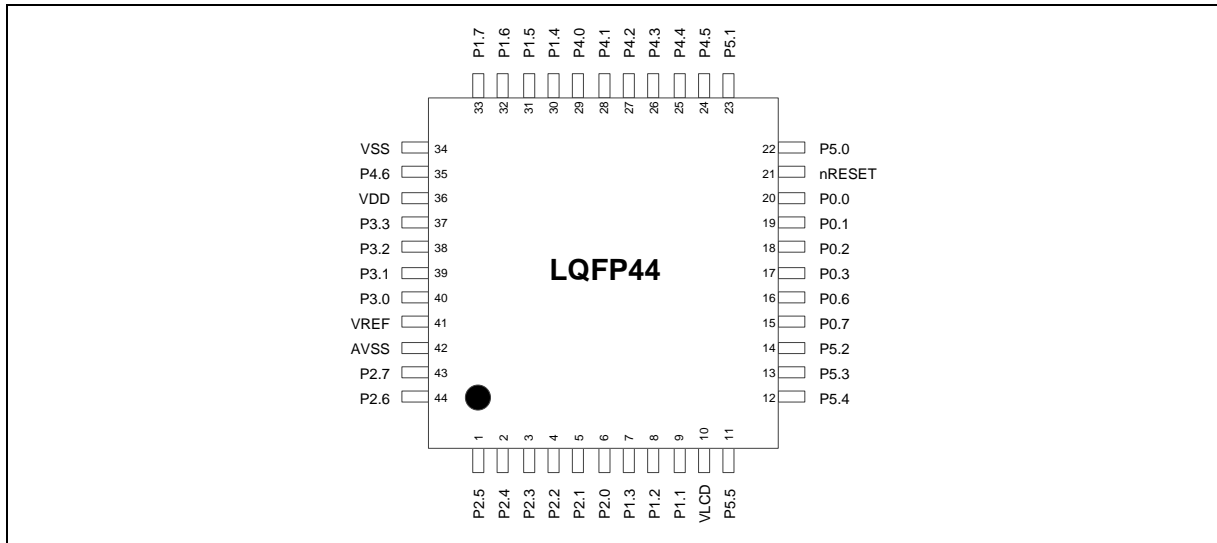 P1.7 P1.6 P1.5 P1.4 P4.0 P4.1 P4.2 P4.3 P4.4 P4.5 P5.1
33 32 31 30 29 28 27 26 25 24 23
VSS 34 22 P5.0
P4.6 35 21 nRESET
VDD 36 20 P0.0
P3.3 37 19 P0.1
P3.2 38 18 P0.2
LQFP44
P3.1 39 17 P0.3
P3.0 40 16 P0.6
VREF 41 15 P0.7
AVSS 42 14 P5.2
P2.7 43 13 P5.3
P2.6 44 12 P5.4
1 2 3 4 5 6 7 8 9 10 11
P2.5 P2.4 P2.3 P2.2 P2.1 P2.0 P1.3 P1.2 P1.1 VLCD P5.5